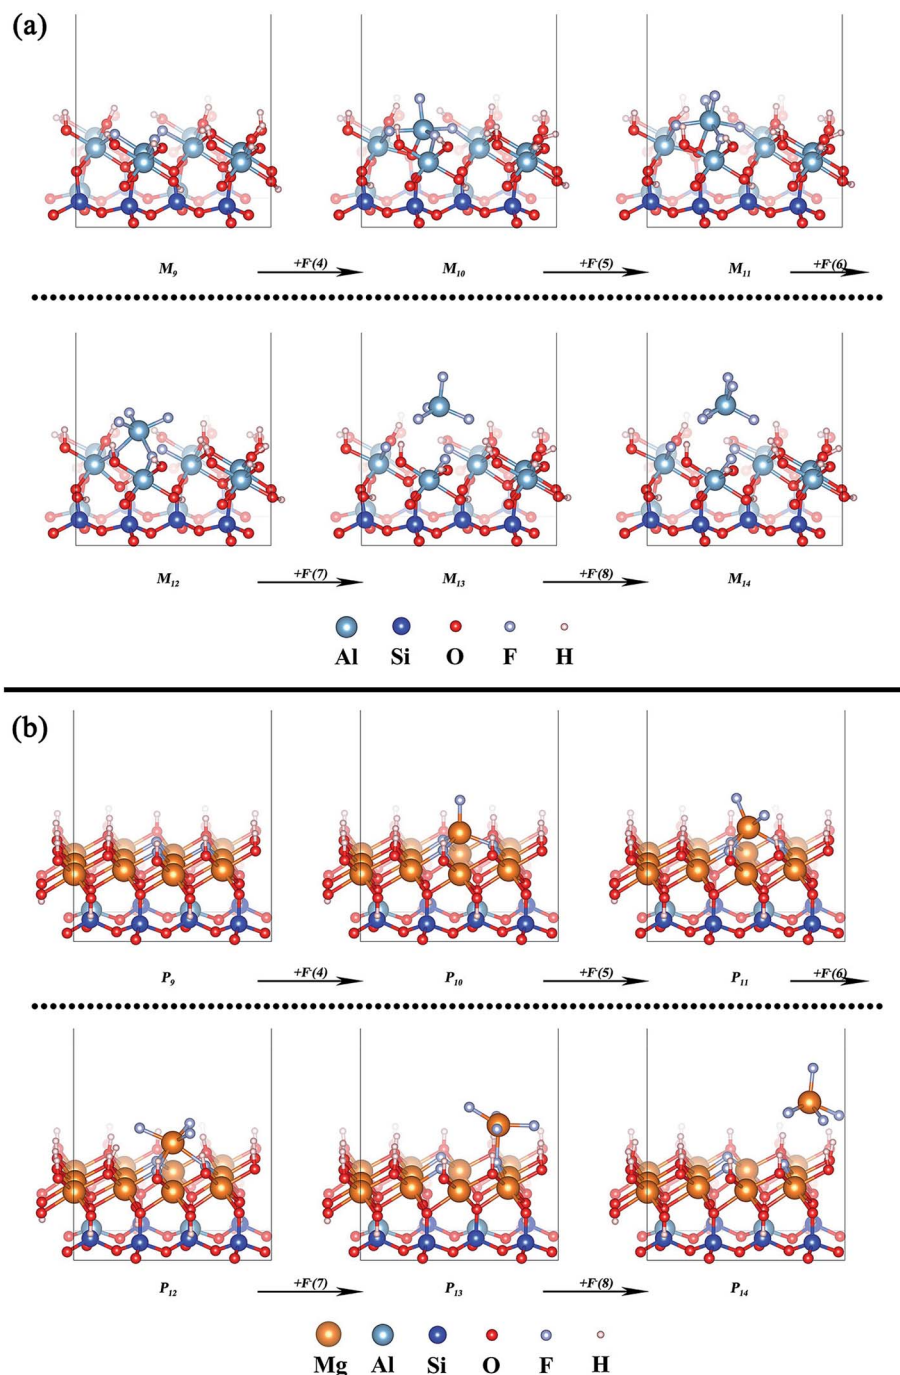 (a)
M9 +F-(4) M10 +F-(5) M11 +F-(6)
M12 +F-(7) M13 +F-(8) M14
Al Si O F H
(b)
P9 +F-(4) P10 +F-(5) P11 +F-(6)
P12 +F-(7) P13 +F-(8) P14
Mg Al Si O F H